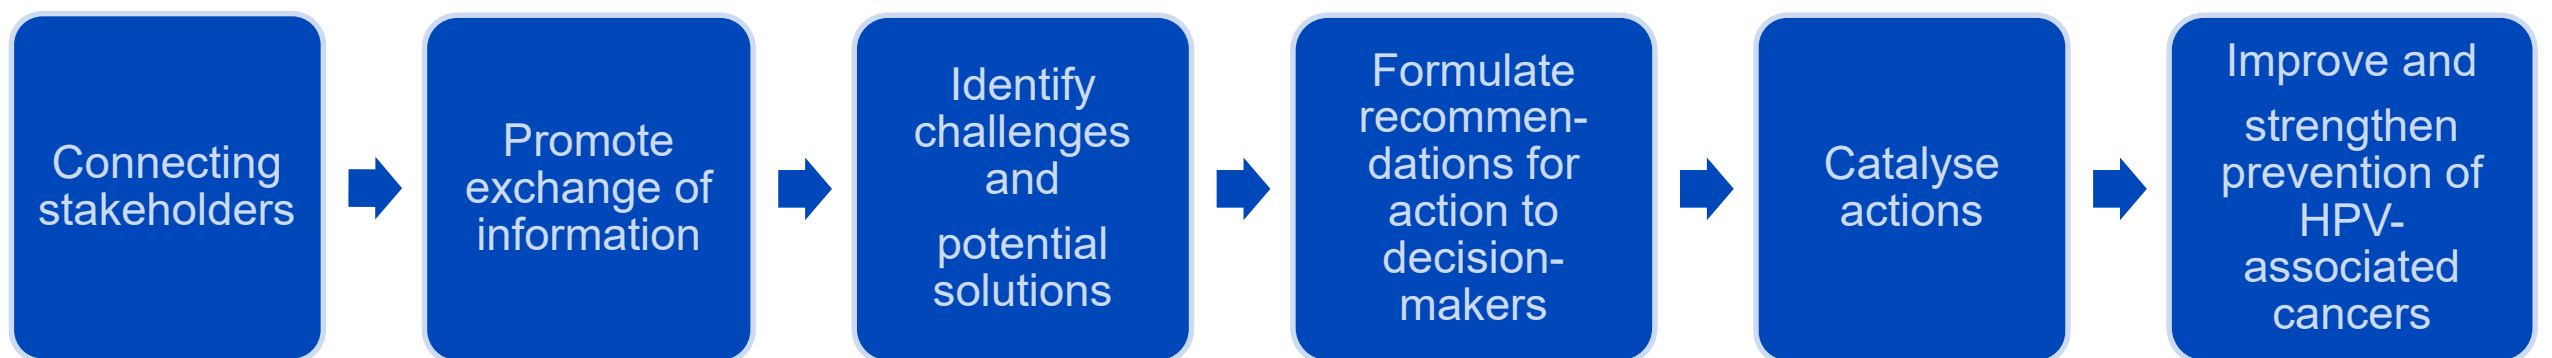 Connecting
stakeholders
Promote
exchange of
information
Identify
challenges
and
potential
solutions
Formulate
recommen-
dations for
action to
decision-
makers
Catalyse
actions
Improve and
strengthen
prevention of
HPV-
associated
cancers